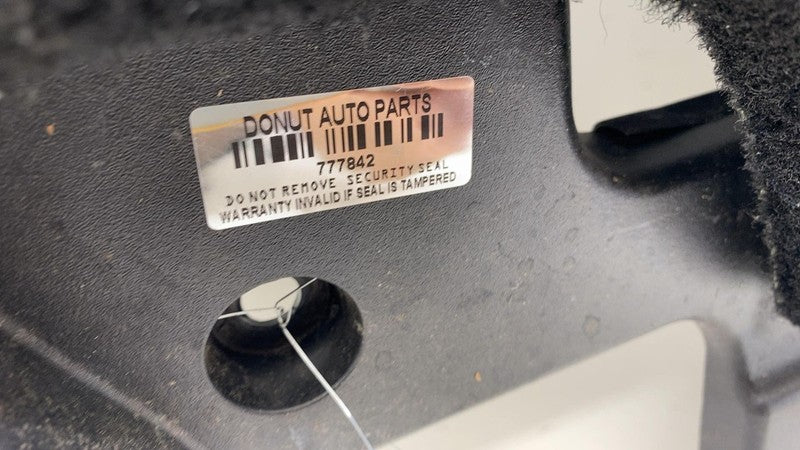 DONUT AUTO PARTS
777842
DO NOT REMOVE SECURITY SEAL
WARRANTY INVALID IF SEAL IS TAMPERED